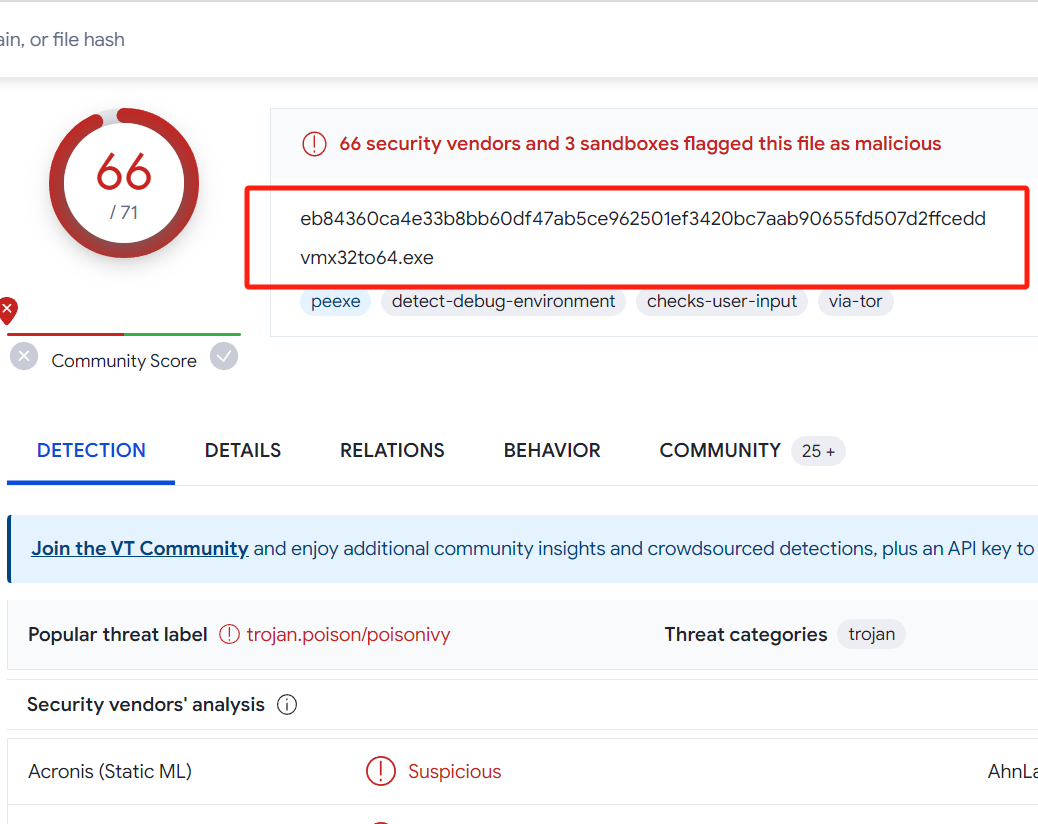 ain, or file hash
66
/ 71
66 security vendors and 3 sandboxes flagged this file as malicious
eb84360ca4e33b8bb60df47ab5ce962501ef3420bc7aab90655fd507d2ffcedd
vmx32to64.exe
peexe detect-debug-environment checks-user-input via-tor
Community Score
DETECTION DETAILS RELATIONS BEHAVIOR COMMUNITY 25 +
Join the VT Community and enjoy additional community insights and crowdsourced detections, plus an API key to
Popular threat label trojan.poison/poisonivy Threat categories trojan
Security vendors' analysis
Acronis (Static ML) Suspicious AhnLa